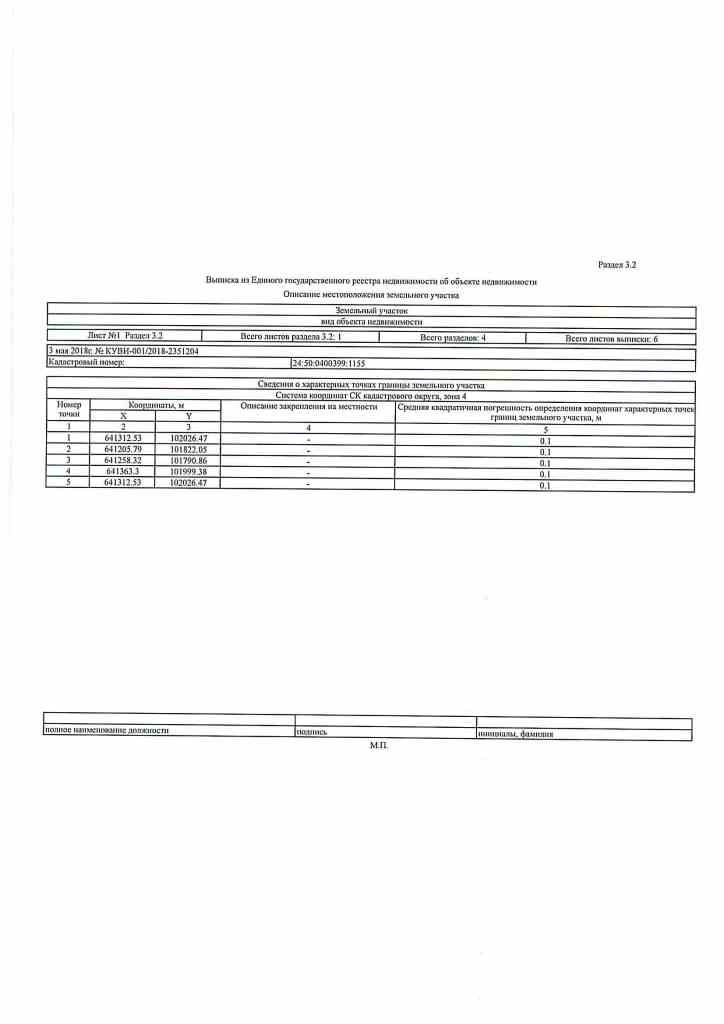 Раздел 3.2
Выписка из Единого государственного реестра недвижимости об объекте недвижимости
Описание местоположения земельного участка
Земельный участок
вид объекта недвижимости
Лист №1 Раздел 3.2 Всего листов раздела 3.2: 1 Всего разделов: 4 Всего листов выписки: 6
3 мая 2018г. № КУВИ-001/2018-2351204
Кадастровый номер: 24:50:0400399:1155
Сведения о характерных точках границы земельного участка
Система координат СК кадастрового округа, зона 4
Номер точки Координаты, м Описание закрепления на местности Средняя квадратичная погрешность определения координат характерных точек границ земельного участка, м
X Y
1 2 3 4 5
1 641312.53 102026.47 - 0.1
2 641205.79 101822.05 - 0.1
3 641258.32 101790.86 - 0.1
4 641363.3 101999.38 - 0.1
5 641312.53 102026.47 - 0.1
полное наименование должности подпись инициалы, фамилия
М.П.